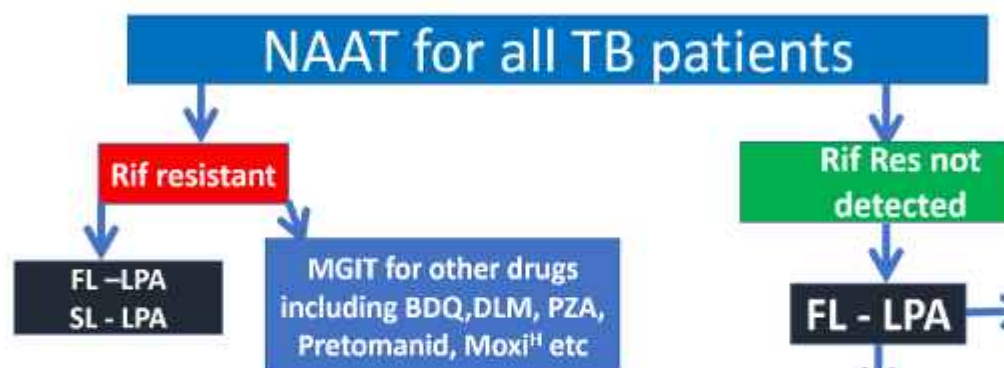 NAAT for all TB patients
Rif resistant
Rif Res not
detected
FL –LPA
SL - LPA
MGIT for other drugs
including BDQ,DLM, PZA,
Pretomanid, Moxiᴴ etc
FL - LPA